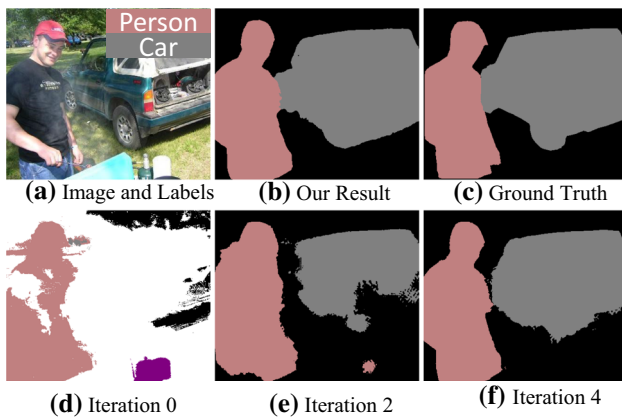 Person
Car
(a) Image and Labels
(b) Our Result
(c) Ground Truth
(d) Iteration 0
(e) Iteration 2
(f) Iteration 4